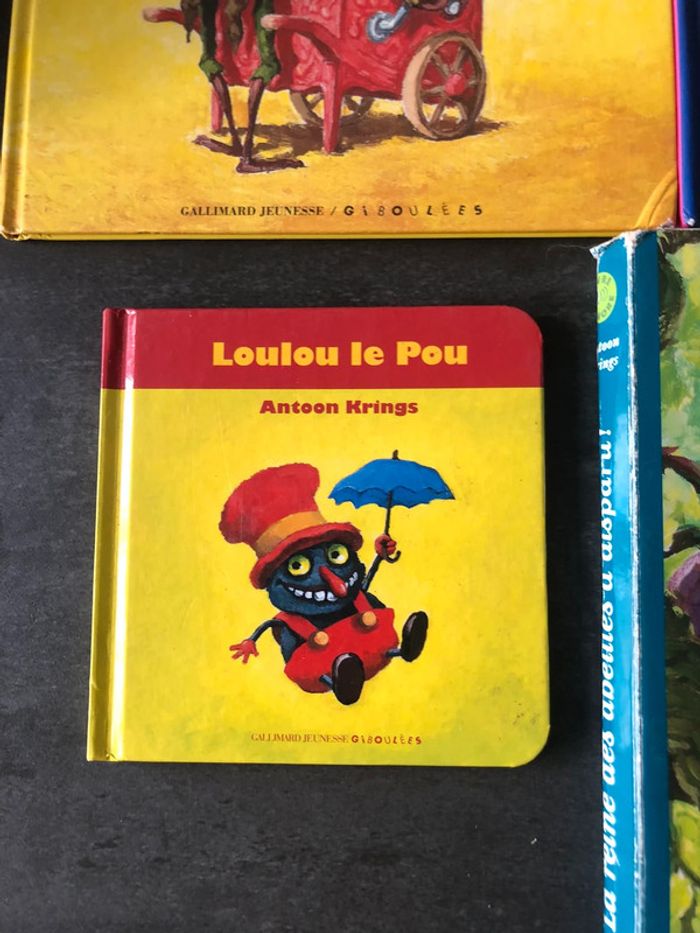 GALLIMARD JEUNESSE / GIBOULÉES
Loulou le Pou
Antoon Krings
GALLIMARD JEUNESSE GIBOULÉES
La reine des abeilles a disparu !